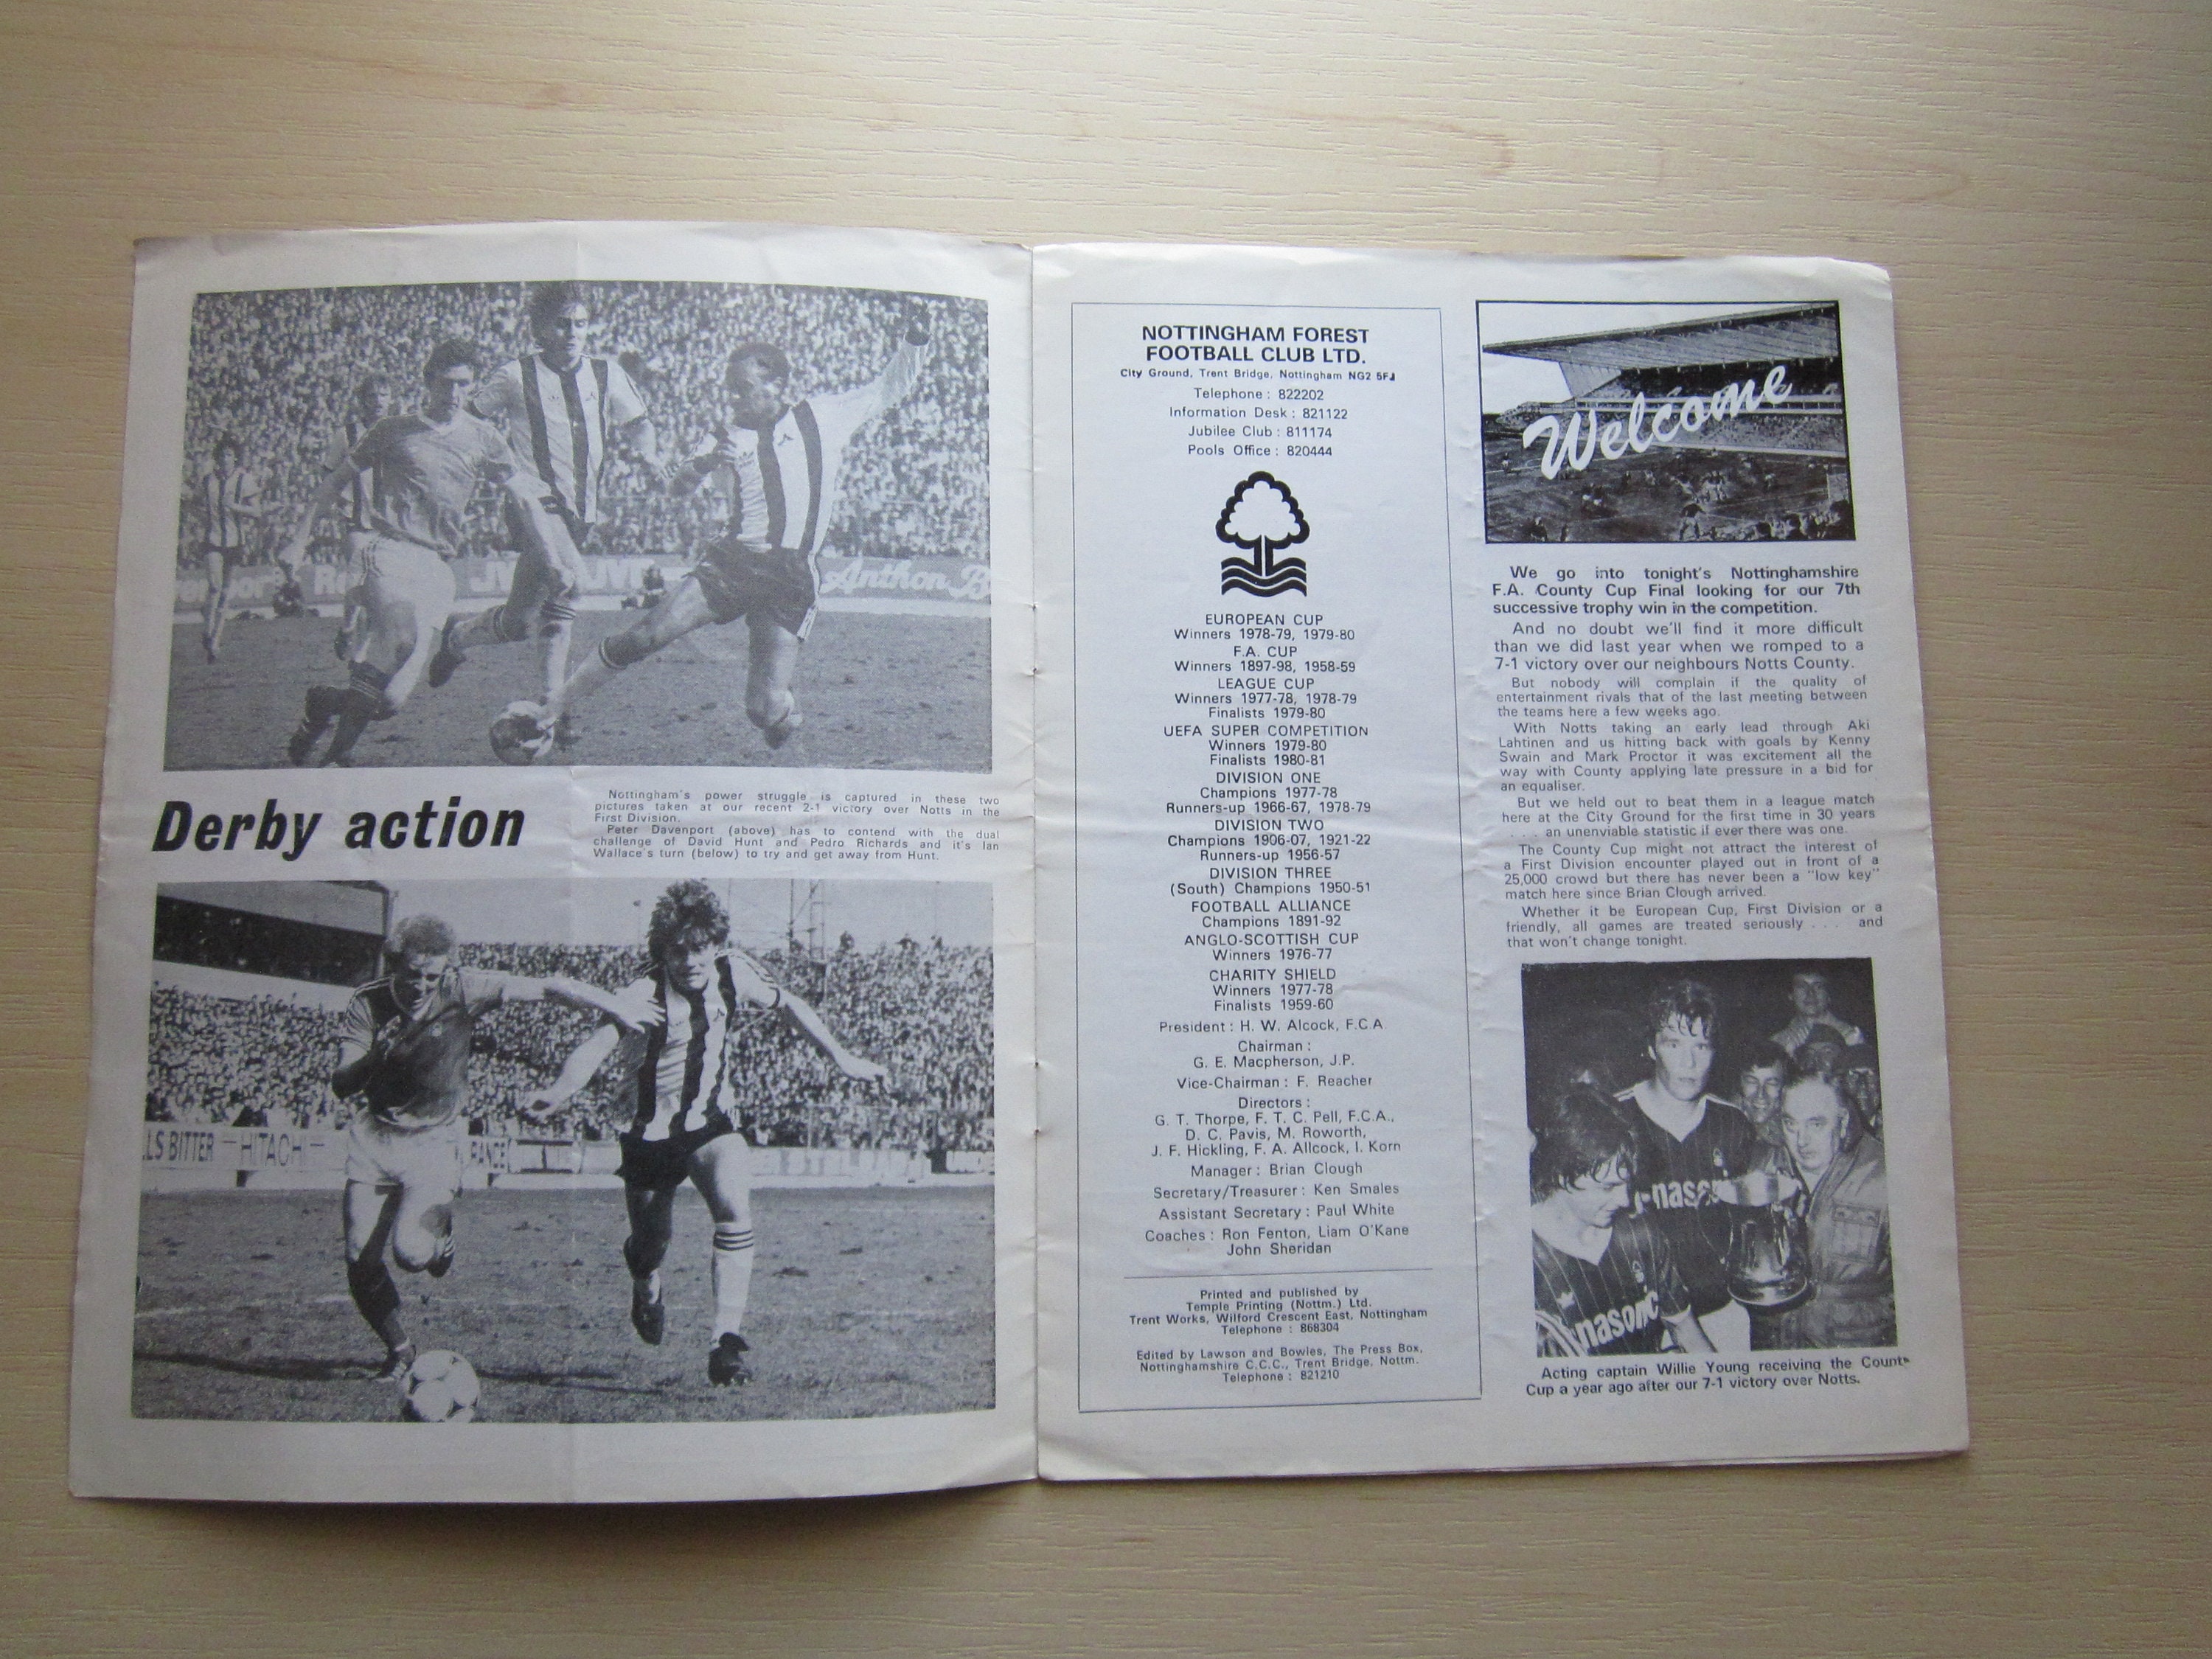 Anthon B
Derby action
Nottingham's power struggle is captured in these two
pictures taken at our recent 2-1 victory over Notts in the
First Division.
Peter Davenport (above) has to contend with the dual
challenge of David Hunt and Pedro Richards and it's Ian
Wallace's turn (below) to try and get away from Hunt.
LLS BITTER HITACHI RANCE
NOTTINGHAM FOREST
FOOTBALL CLUB LTD.
City Ground, Trent Bridge, Nottingham NG2 5FJ
Telephone : 822202
Information Desk : 821122
Jubilee Club : 811174
Pools Office : 820444
EUROPEAN CUP
Winners 1978-79, 1979-80
F.A. CUP
Winners 1897-98, 1958-59
LEAGUE CUP
Winners 1977-78, 1978-79
Finalists 1979-80
UEFA SUPER COMPETITION
Winners 1979-80
Finalists 1980-81
DIVISION ONE
Champions 1977-78
Runners-up 1966-67, 1978-79
DIVISION TWO
Champions 1906-07, 1921-22
Runners-up 1956-57
DIVISION THREE
(South) Champions 1950-51
FOOTBALL ALLIANCE
Champions 1891-92
ANGLO-SCOTTISH CUP
Winners 1976-77
CHARITY SHIELD
Winners 1977-78
Finalists 1959-60
President : H. W. Alcock, F.C.A.
Chairman :
G. E. Macpherson, J.P.
Vice-Chairman : F. Reacher
Directors :
G. T. Thorpe, F. T. C. Pell, F.C.A.,
D. C. Pavis, M. Roworth,
J. F. Hickling, F. A. Allcock, I. Korn
Manager : Brian Clough
Secretary/Treasurer : Ken Smales
Assistant Secretary : Paul White
Coaches : Ron Fenton, Liam O'Kane
John Sheridan
Printed and published by
Temple Printing (Nottm.) Ltd.
Trent Works, Wilford Crescent East, Nottingham
Telephone : 868304
Edited by Lawson and Bowles, The Press Box,
Nottinghamshire C.C.C., Trent Bridge, Nottm.
Telephone : 821210
Welcome
We go into tonight's Nottinghamshire
F.A. County Cup Final looking for our 7th
successive trophy win in the competition.
And no doubt we'll find it more difficult
than we did last year when we romped to a
7-1 victory over our neighbours Notts County.
But nobody will complain if the quality of
entertainment rivals that of the last meeting between
the teams here a few weeks ago.
With Notts taking an early lead through Aki
Lahtinen and us hitting back with goals by Kenny
Swain and Mark Proctor it was excitement all the
way with County applying late pressure in a bid for
an equaliser.
But we held out to beat them in a league match
here at the City Ground for the first time in 30 years
. . . an unenviable statistic if ever there was one.
The County Cup might not attract the interest of
a First Division encounter played out in front of a
25,000 crowd but there has never been a "low key"
match here since Brian Clough arrived.
Whether it be European Cup, First Division or a
friendly, all games are treated seriously . . . and
that won't change tonight.
nasonic
Acting captain Willie Young receiving the County
Cup a year ago after our 7-1 victory over Notts.